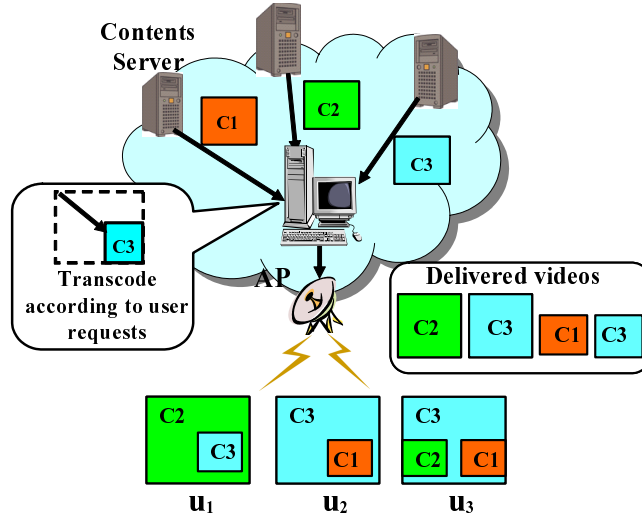 Contents
Server
C1
C2
C3
C3
Transcode
according to user
requests
AP
Delivered videos
C2
C3
C1
C3
C2
C3
C3
C1
C3
C2
C1
u1
u2
u3